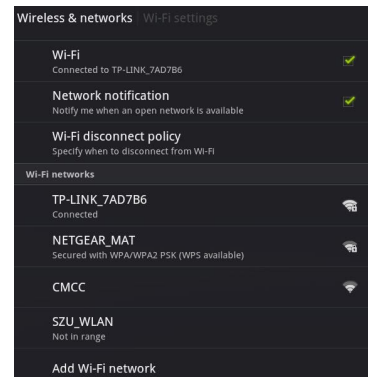 Wireless & networks | Wi-Fi settings
Wi-Fi
Connected to TP-LINK_7AD7B6
Network notification
Notify me when an open network is available
Wi-Fi disconnect policy
Specify when to disconnect from Wi-Fi
Wi-Fi networks
TP-LINK_7AD7B6
Connected
NETGEAR_MAT
Secured with WPA/WPA2 PSK (WPS available)
CMCC
SZU_WLAN
Not in range
Add Wi-Fi network